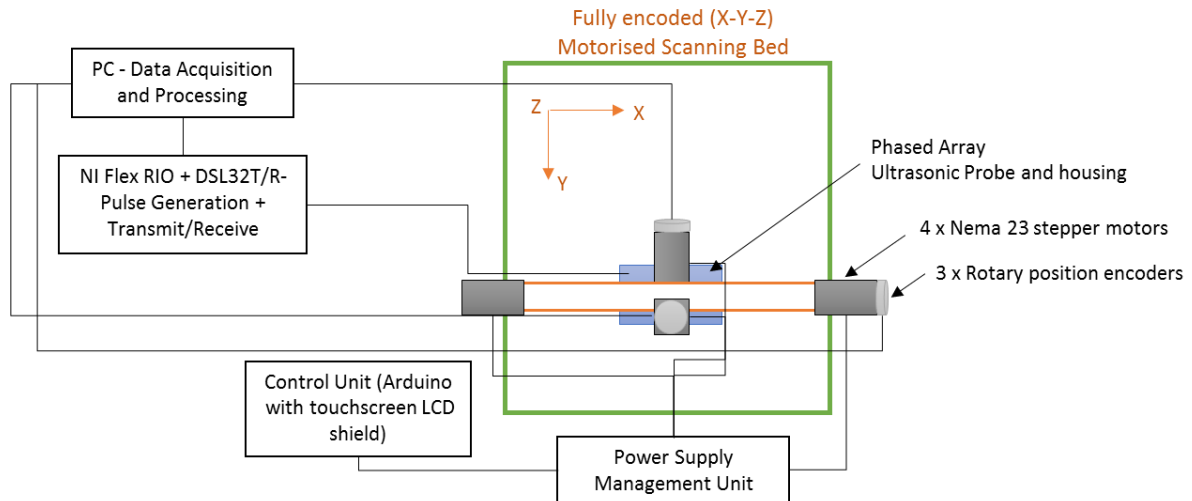 Fully encoded (X-Y-Z)
Motorised Scanning Bed
PC - Data Acquisition
and Processing
Z
X
Y
NI Flex RIO + DSL32T/R-
Pulse Generation +
Transmit/Receive
Phased Array
Ultrasonic Probe and housing
4 x Nema 23 stepper motors
3 x Rotary position encoders
Control Unit (Arduino
with touchscreen LCD
shield)
Power Supply
Management Unit